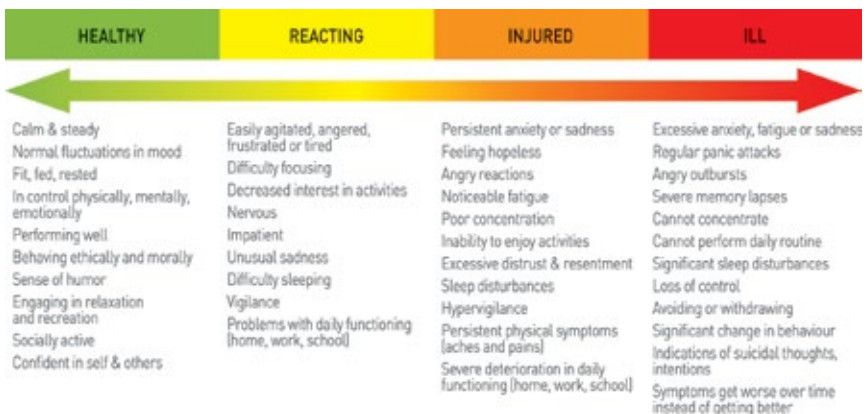 HEALTHY
REACTING
INJURED
ILL
Calm & steady
Normal fluctuations in mood
Fit, fed, rested
In control physically, mentally,
emotionally
Performing well
Behaving ethically and morally
Sense of humor
Engaging in relaxation
and recreation
Socially active
Confident in self & others
Easily agitated, angered,
frustrated or tired
Difficulty focusing
Decreased interest in activities
Nervous
Impatient
Unusual sadness
Difficulty sleeping
Vigilance
Problems with daily functioning
(home, work, school)
Persistent anxiety or sadness
Feeling hopeless
Angry reactions
Noticeable fatigue
Poor concentration
Inability to enjoy activities
Excessive distrust & resentment
Sleep disturbances
Hypervigilance
Persistent physical symptoms
(aches and pains)
Severe deterioration in daily
functioning (home, work, school)
Excessive anxiety, fatigue or sadness
Regular panic attacks
Angry outbursts
Severe memory lapses
Cannot concentrate
Cannot perform daily routine
Significant sleep disturbances
Loss of control
Avoiding or withdrawing
Significant change in behaviour
Indications of suicidal thoughts,
intentions
Symptoms get worse over time
instead of getting better